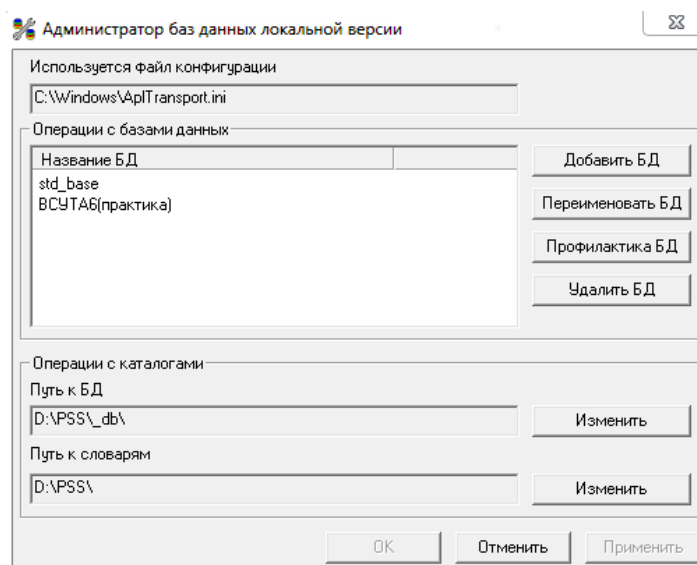 Администратор баз данных локальной версии
Используется файл конфигурации
C:\Windows\AplTransport.ini
Операции с базами данных
Название БД
Добавить БД
std_base
ВСУТА6(практика)
Переименовать БД
Профилактика БД
Удалить БД
Операции с каталогами
Путь к БД
D:\PSS\_db\
Изменить
Путь к словарям
D:\PSS\
Изменить
OK
Отменить
Применить